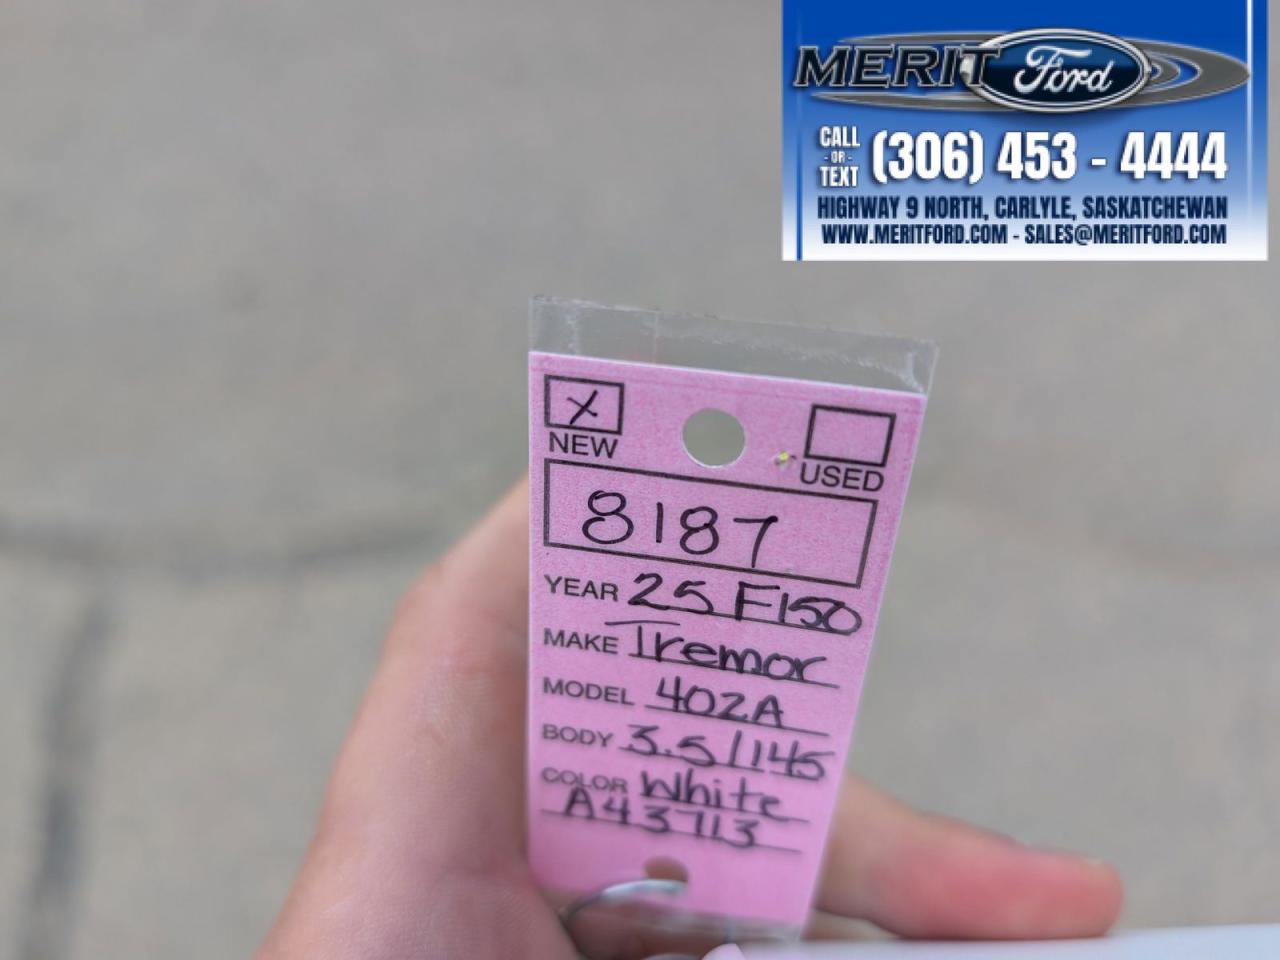 MERIT Ford
CALL
- OR -
TEXT
(306) 453 - 4444
HIGHWAY 9 NORTH, CARLYLE, SASKATCHEWAN
WWW.MERITFORD.COM - SALES@MERITFORD.COM
X
NEW
USED
8187
YEAR 25 F150
MAKE Tremor
MODEL 402A
BODY 3.5/145
COLOR White
A43713